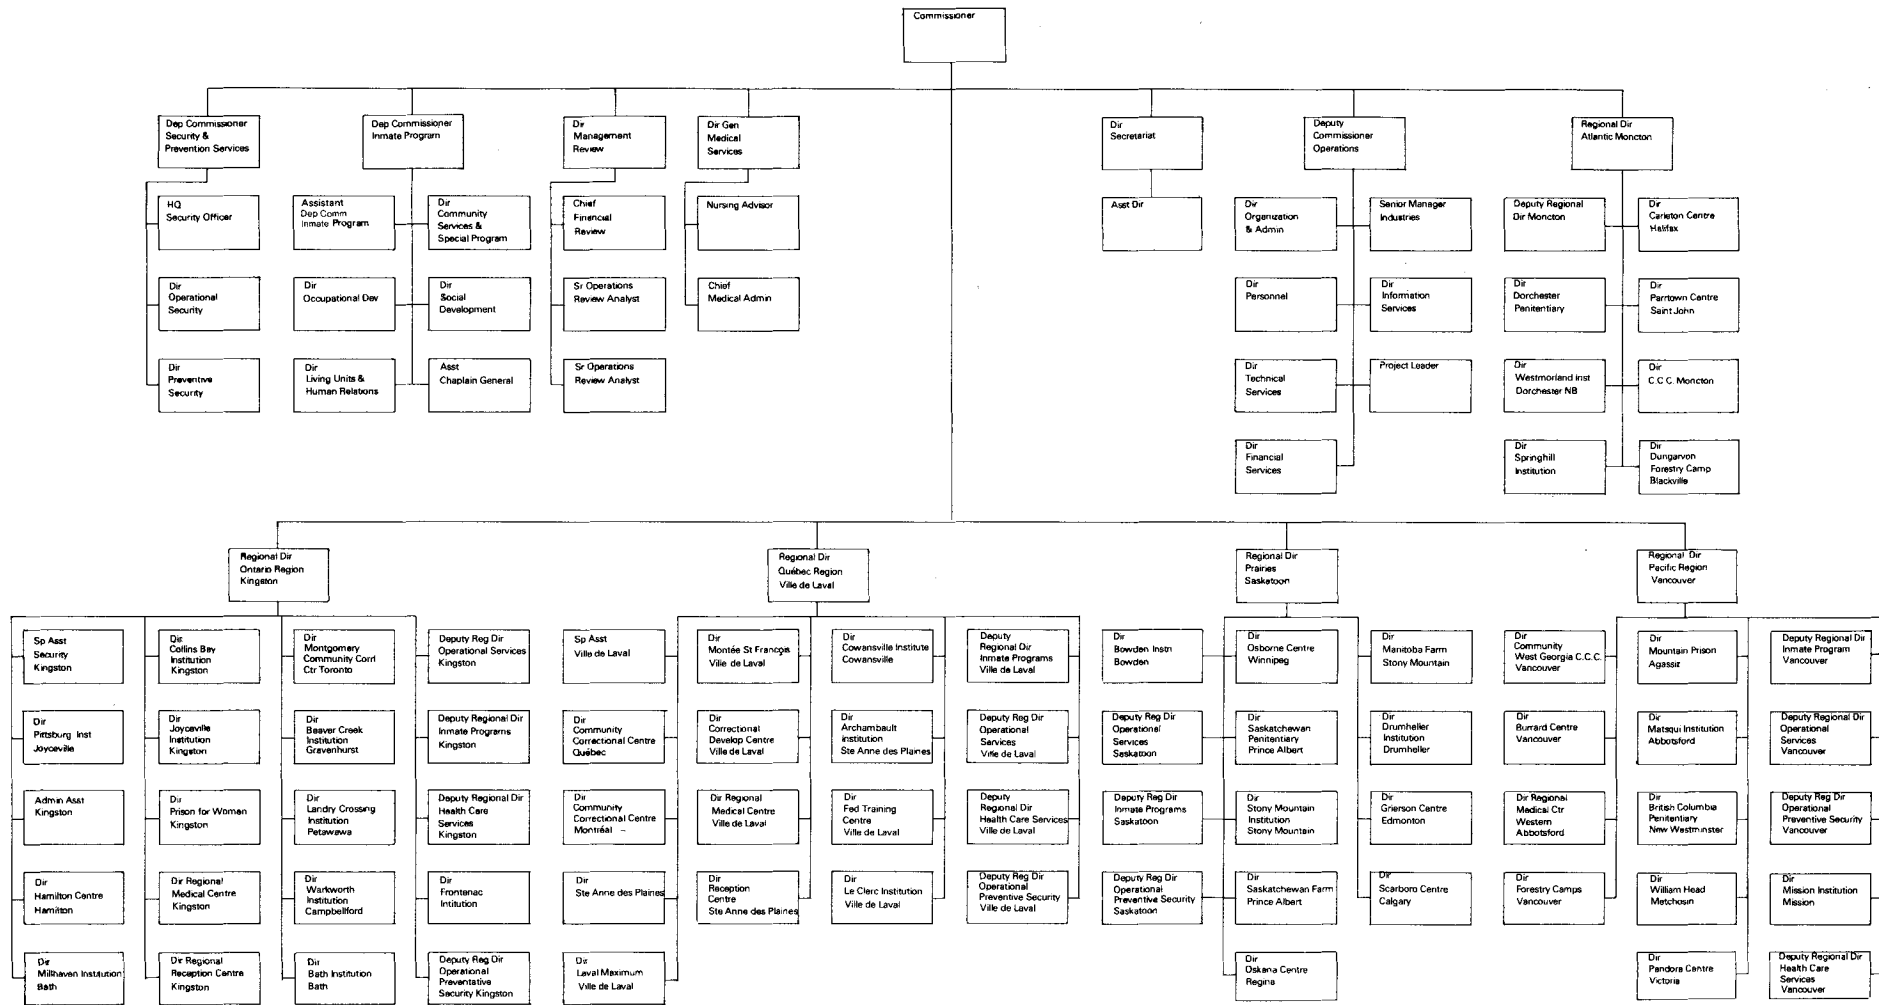 Commissioner
Dep Commissioner
Security &
Prevention Services
Dep Commissioner
Inmate Program
Dir
Management
Review
Dir Gen
Medical
Services
Dir
Secretariat
Deputy
Commissioner
Operations
Regional Dir
Atlantic Moncton
HQ
Security Officer
Assistant
Dep Comm
Inmate Program
Dir
Community
Services &
Special Program
Chief
Financial
Review
Nursing Advisor
Asst Dir
Dir
Organization
& Admin
Senior Manager
Industries
Deputy Regional
Dir Moncton
Dir
Carleton Centre
Halifax
Dir
Operational
Security
Dir
Occupational Dev
Dir
Social
Development
Sr Operations
Review Analyst
Chief
Medical Admin
Dir
Personnel
Dir
Information
Services
Dir
Dorchester
Penitentiary
Dir
Parrtown Centre
Saint John
Dir
Preventive
Security
Dir
Living Units &
Human Relations
Asst
Chaplain General
Sr Operations
Review Analyst
Dir
Technical
Services
Project Leader
Dir
Westmorland Inst
Dorchester NB
Dir
C.C.C. Moncton
Dir
Financial
Services
Dir
Springhill
Institution
Dir
Dungarvon
Forestry Camp
Blackville
Regional Dir
Ontario Region
Kingston
Regional Dir
Québec Region
Ville de Laval
Regional Dir
Prairies
Saskatoon
Regional Dir
Pacific Region
Vancouver
Sp Asst
Security
Kingston
Dir
Collins Bay
Institution
Kingston
Dir
Montgomery
Community Corrl
Ctr Toronto
Deputy Reg Dir
Operational Services
Kingston
Sp Asst
Ville de Laval
Dir
Montée St François
Ville de Laval
Dir
Cowansville Institute
Cowansville
Deputy
Regional Dir
Inmate Programs
Ville de Laval
Dir
Bowden Instn
Bowden
Dir
Osborne Centre
Winnipeg
Dir
Manitoba Farm
Stony Mountain
Dir
Community
West Georgia C.C.C.
Vancouver
Dir
Mountain Prison
Agassiz
Deputy Regional Dir
Inmate Program
Vancouver
Dir
Pittsburg Inst
Joyceville
Dir
Joyceville
Institution
Kingston
Dir
Beaver Creek
Institution
Gravenhurst
Deputy Regional Dir
Inmate Programs
Kingston
Dir
Community
Correctional Centre
Québec
Dir
Correctional
Develop Centre
Ville de Laval
Dir
Archambault
institution
Ste Anne des Plaines
Deputy Reg Dir
Operational
Services
Ville de Laval
Deputy Reg Dir
Operational
Services
Saskatoon
Dir
Saskatchewan
Penitentiary
Prince Albert
Dir
Drumheller
Institution
Drumheller
Dir
Burrard Centre
Vancouver
Dir
Matsqui Institution
Abbotsford
Deputy Regional Dir
Operational
Services
Vancouver
Admin Asst
Kingston
Dir
Prison for Women
Kingston
Dir
Landry Crossing
Institution
Petawawa
Deputy Regional Dir
Health Care
Services
Kingston
Dir
Community
Correctional Centre
Montréal
Dir Regional
Medical Centre
Ville de Laval
Dir
Fed Training
Centre
Ville de Laval
Deputy
Regional Dir
Health Care Services
Ville de Laval
Deputy Reg Dir
Inmate Programs
Saskatoon
Dir
Stony Mountain
Institution
Stony Mountain
Dir
Grierson Centre
Edmonton
Dir Regional
Medical Ctr
Western
Abbotsford
Dir
British Columbia
Penitentiary
New Westminster
Deputy Reg Dir
Operational
Preventive Security
Vancouver
Dir
Hamilton Centre
Hamilton
Dir Regional
Medical Centre
Kingston
Dir
Warkworth
Institution
Campbellford
Dir
Frontenac
Intitution
Dir
Ste Anne des Plaines
Dir
Reception
Centre
Ste Anne des Plaines
Dir
Le Clerc Institution
Ville de Laval
Deputy Reg Dir
Operational
Preventive Security
Ville de Laval
Deputy Reg Dir
Operational
Preventive Security
Saskatoon
Dir
Saskatchewan Farm
Prince Albert
Dir
Scarboro Centre
Calgary
Dir
Forestry Camps
Vancouver
Dir
William Head
Metchosin
Dir
Mission Institution
Mission
Dir
Millhaven Institution
Bath
Dir Regional
Reception Centre
Kingston
Dir
Bath Institution
Bath
Deputy Reg Dir
Operational
Preventative
Security Kingston
Dir
Laval Maximum
Ville de Laval
Dir
Oskana Centre
Regina
Dir
Pandora Centre
Victoria
Deputy Regional Dir
Health Care
Services
Vancouver